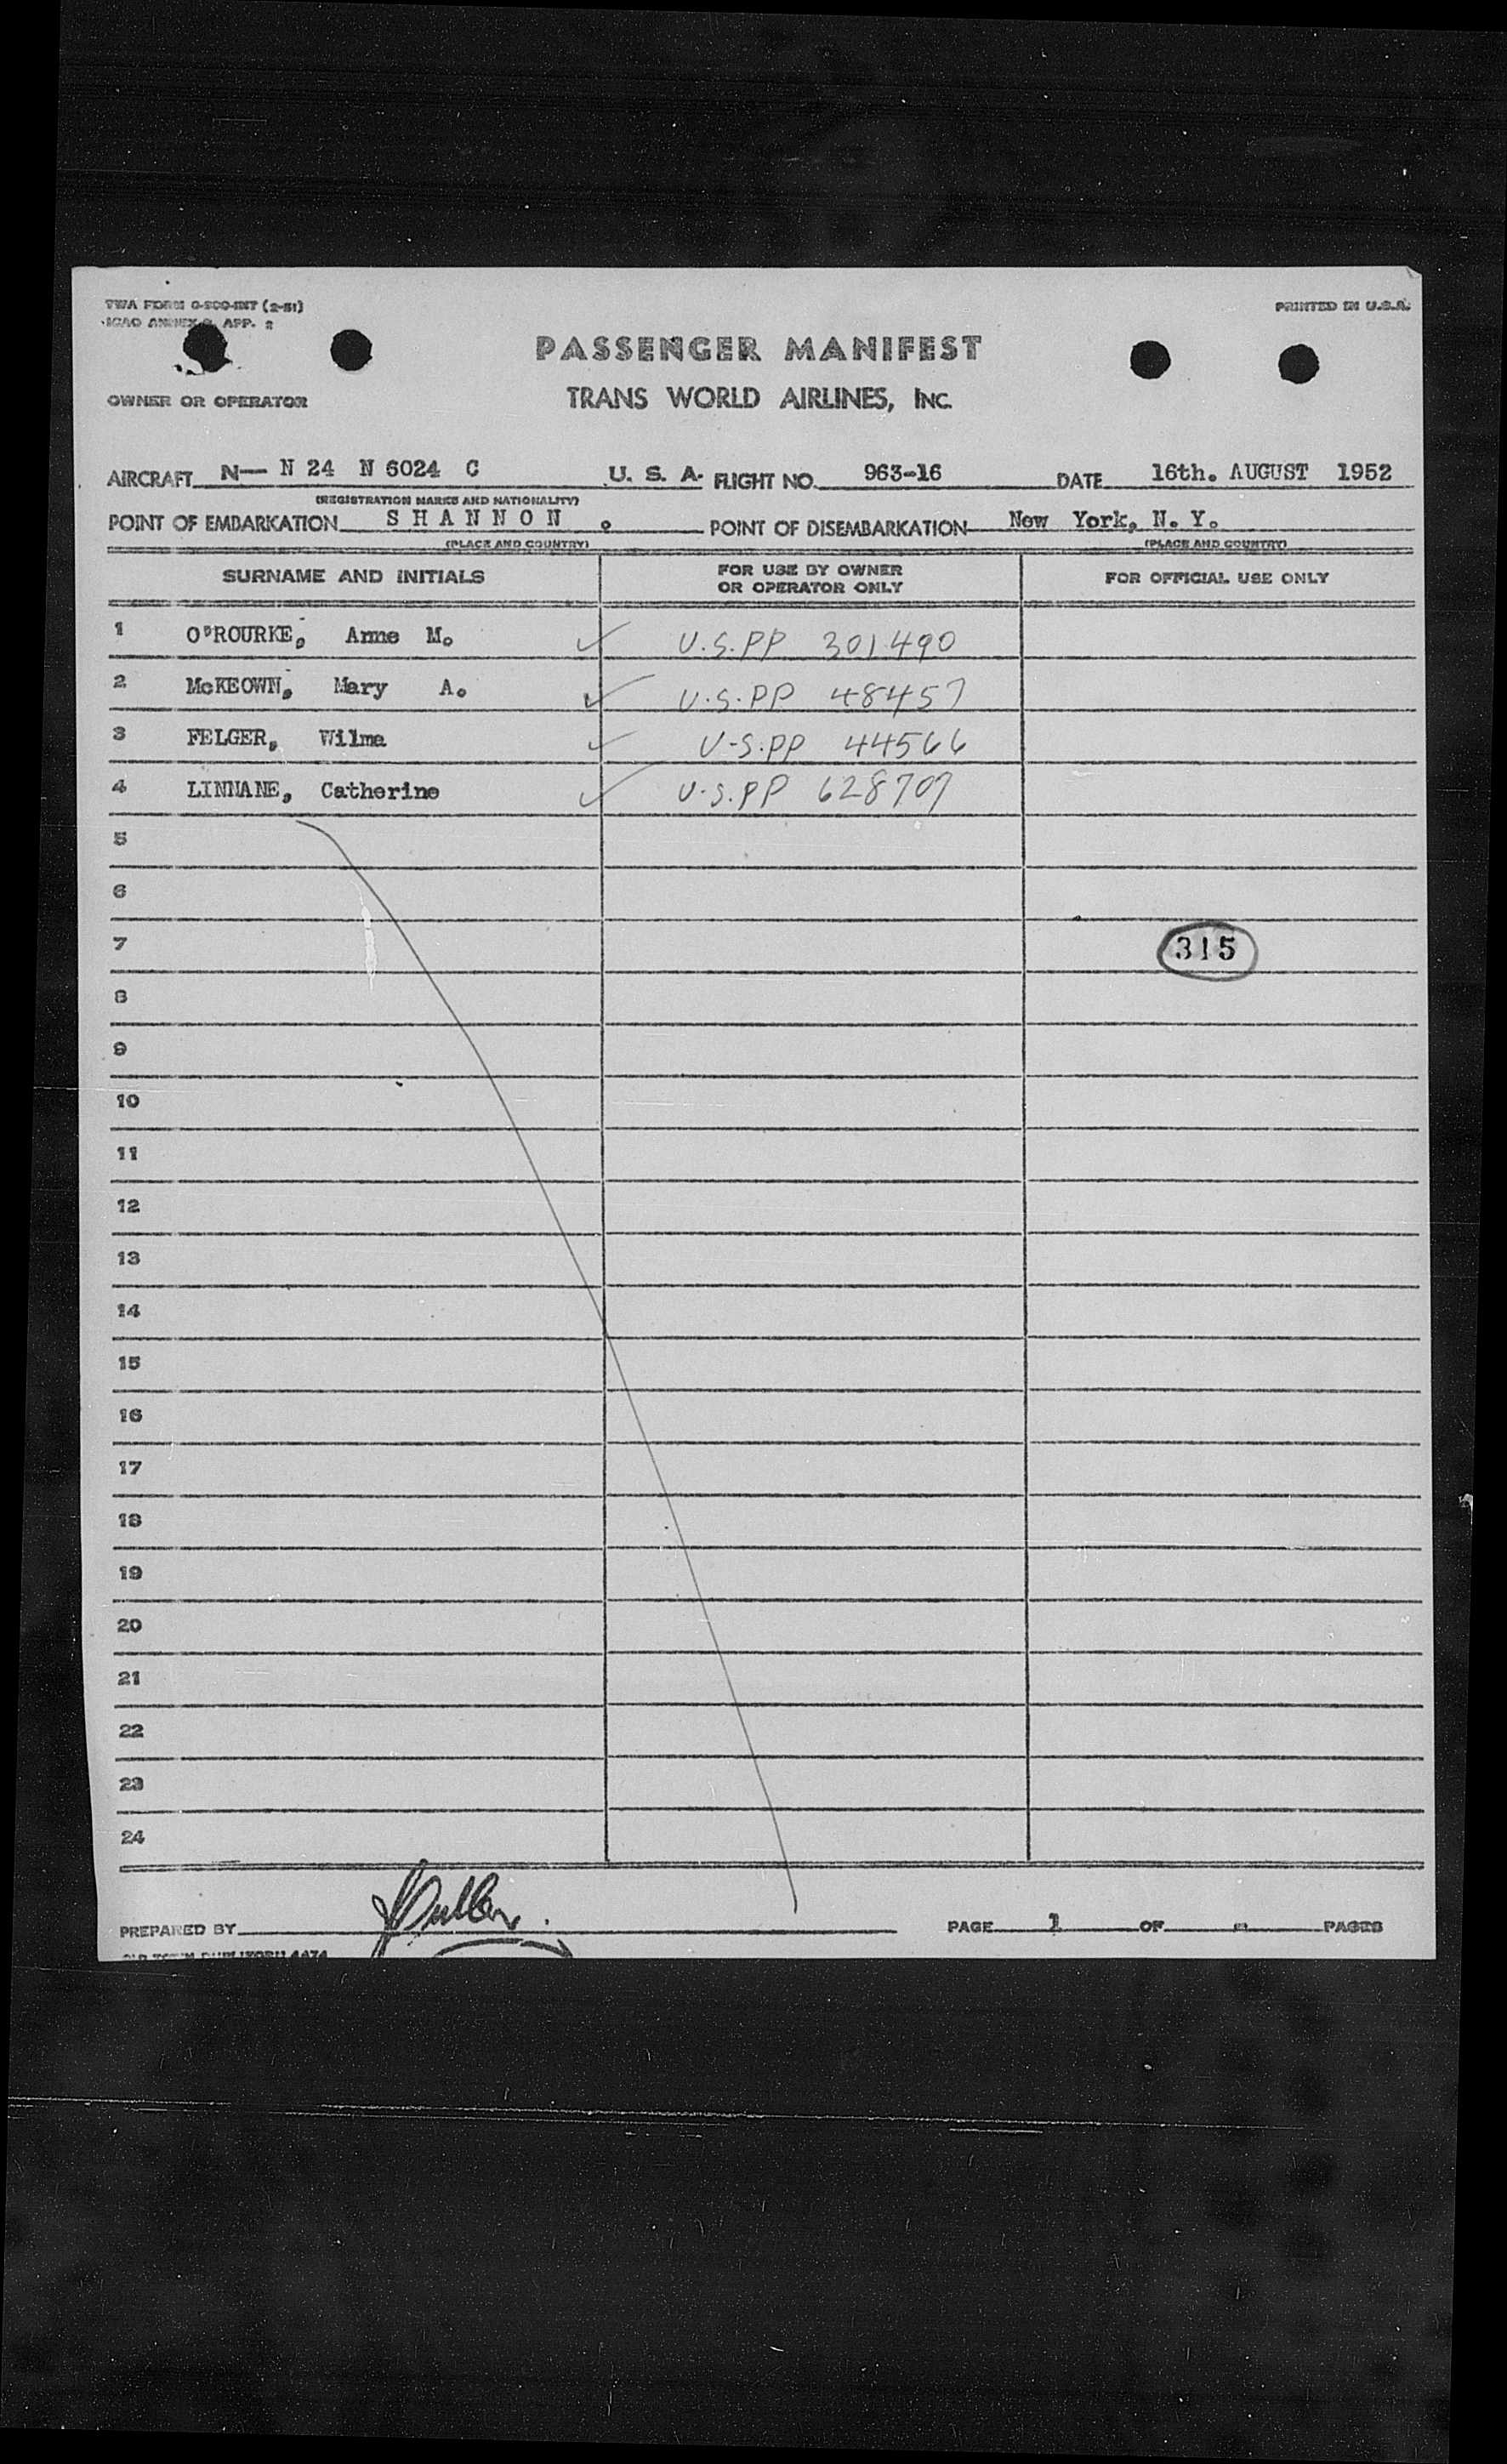 TWA FORM O-200-INT (2-51)
PRINTED IN U.S.A.
ICAO ANNEX 9, APP. 2
PASSENGER MANIFEST
OWNER OR OPERATOR TRANS WORLD AIRLINES, INC.
AIRCRAFT N— N 24 N 6024 C U. S. A. FLIGHT NO. 963-16 DATE 16th. AUGUST 1952
(REGISTRATION MARKS AND NATIONALITY)
POINT OF EMBARKATION S H A N N O N . POINT OF DISEMBARKATION New York, N. Y.
(PLACE AND COUNTRY) (PLACE AND COUNTRY)
SURNAME AND INITIALS FOR USE BY OWNER OR OPERATOR ONLY FOR OFFICIAL USE ONLY
1 O'ROURKE, Anne M. ✓ U.S.PP 301490
2 McKEOWN, Mary A. ✓ U.S.PP 48457
3 FELGER, Wilma ✓ U-S.PP 44566
4 LINNANE, Catherine ✓ U.S.PP 628707
5
6
7 315
8
9
10
11
12
13
14
15
16
17
18
19
20
21
22
23
24
PREPARED BY PAGE 1 OF - PAGES